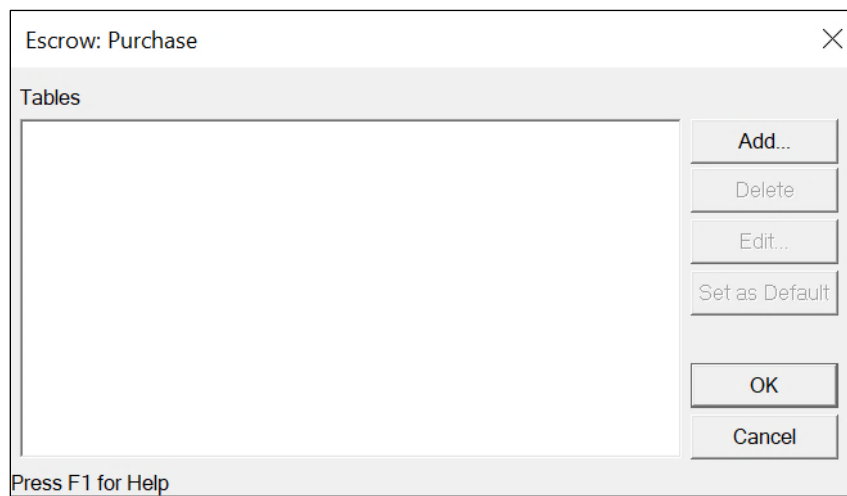 Escrow: Purchase
Tables
Add...
Delete
Edit...
Set as Default
OK
Cancel
Press F1 for Help